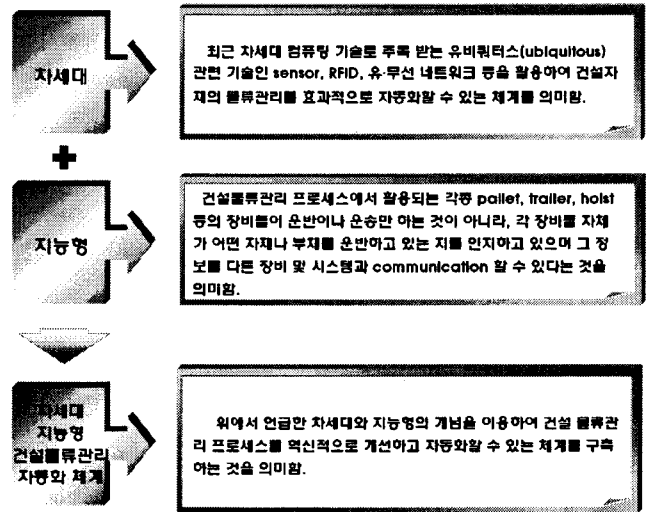 차세대
최근 차세대 컴퓨팅 기술로 주목 받는 유비쿼터스(ubiquitous)
관련 기술인 sensor, RFID, 유·무선 네트워크 등을 활용하여 건설자
재의 물류관리를 효과적으로 자동화할 수 있는 체계를 의미함.
+
지능형
건설물류관리 프로세스에서 활용되는 각종 pallet, trailer, hoist
등의 장비들이 운반이나 운송만 하는 것이 아니라, 각 장비들 자체
가 어떤 자재나 부재를 운반하고 있는 지를 인지하고 있으며 그 정
보를 다른 장비 및 시스템과 communication 할 수 있다는 것을
의미함.
차세대
지능형
건설물류관리
자동화 체계
위에서 언급한 차세대와 지능형의 개념을 이용하여 건설 물류관
리 프로세스를 혁신적으로 개선하고 자동화할 수 있는 체계를 구축
하는 것을 의미함.